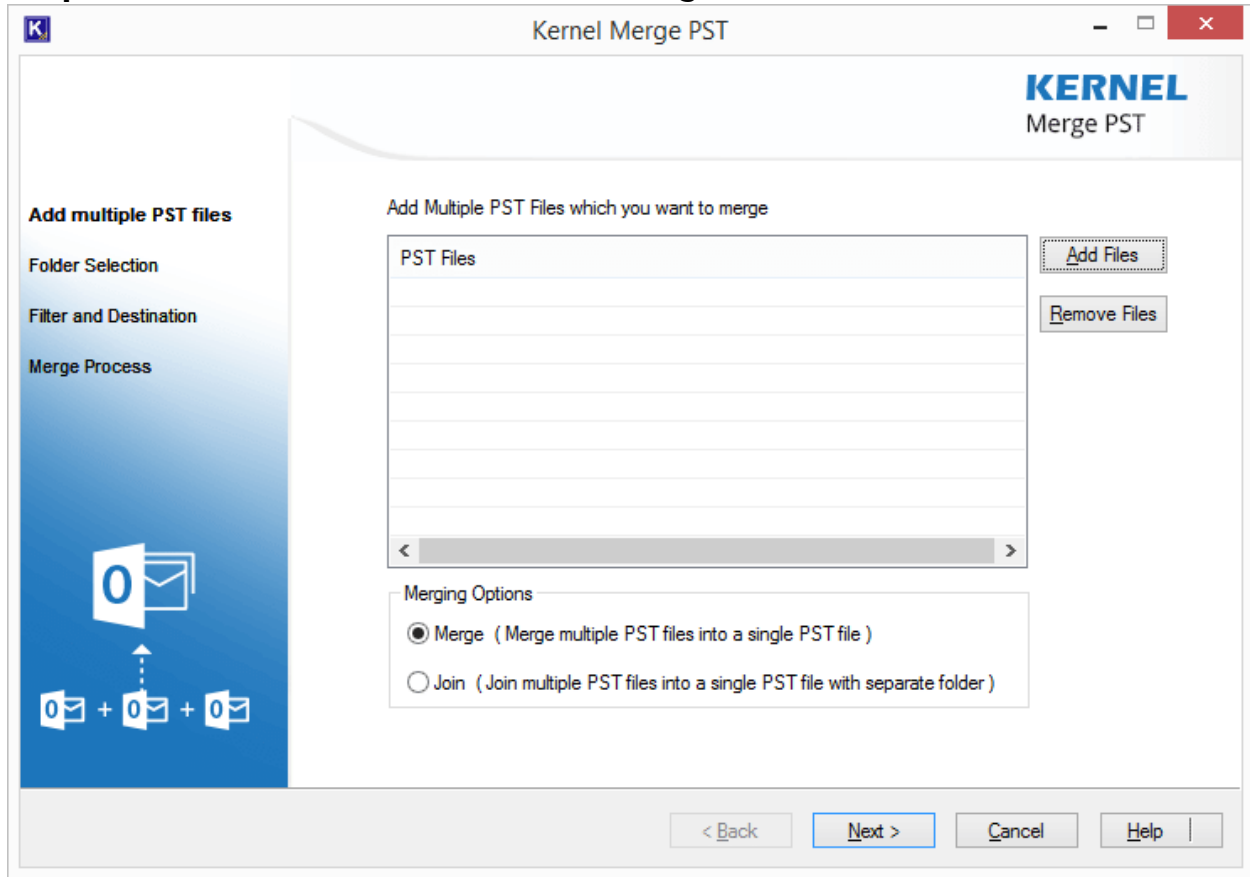 Kernel Merge PST
KERNEL
Merge PST
Add multiple PST files
Folder Selection
Filter and Destination
Merge Process
Add Multiple PST Files which you want to merge
PST Files
Add Files
Remove Files
Merging Options
Merge ( Merge multiple PST files into a single PST file )
Join ( Join multiple PST files into a single PST file with separate folder )
0 + 0 + 0
< Back
Next >
Cancel
Help